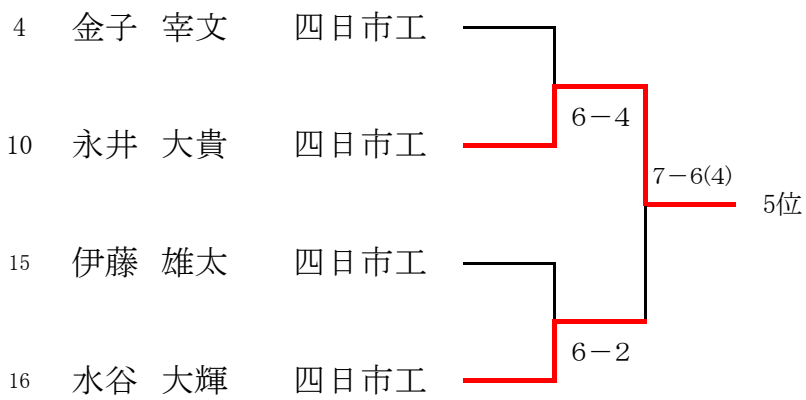 4 金子 宰文 四日市工
6－4
10 永井 大貴 四日市工
7－6(4)
5位
15 伊藤 雄太 四日市工
6－2
16 水谷 大輝 四日市工